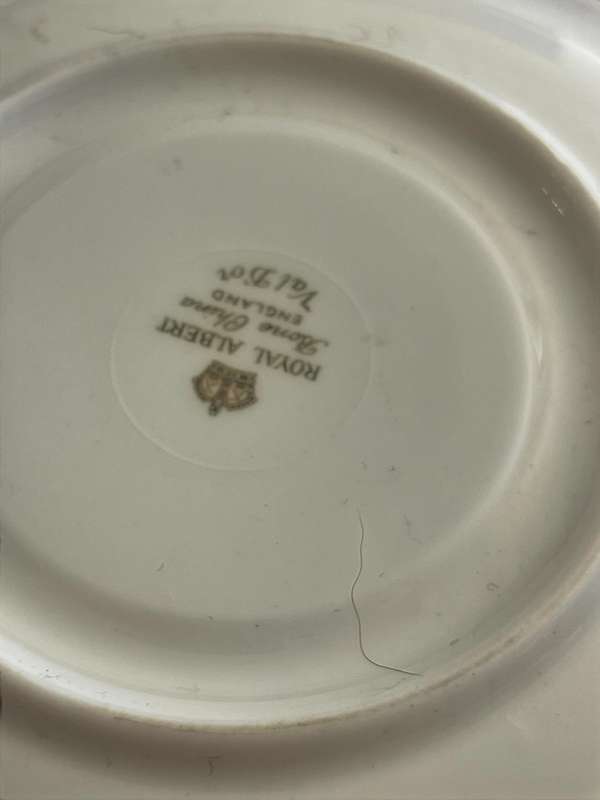 ROYAL ALBERT
Bone China
ENGLAND
Val D'or